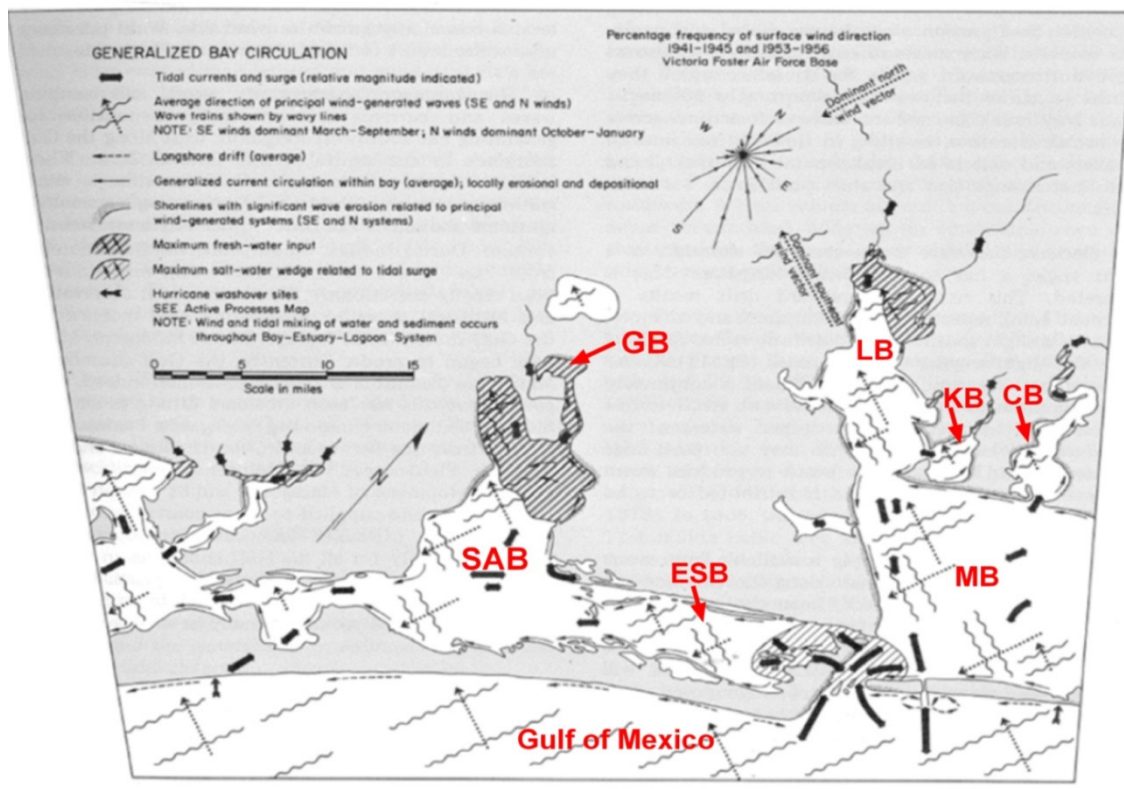 GENERALIZED BAY CIRCULATION
Tidal currents and surge (relative magnitude indicated)
Average direction of principal wind-generated waves (SE and N winds)
Wave trains shown by wavy lines
NOTE: SE winds dominant March-September; N winds dominant October-January
Longshore drift (average)
Generalized current circulation within bay (average); locally erosional and depositional
Shorelines with significant wave erosion related to principal
wind-generated systems (SE and N systems)
Maximum fresh-water input
Maximum salt-water wedge related to tidal surge
Hurricane washover sites
SEE Active Processes Map
NOTE: Wind and tidal mixing of water and sediment occurs
throughout Bay-Estuary-Lagoon System
0 5 10 15
Scale in miles
Percentage frequency of surface wind direction
1941-1945 and 1953-1956
Victoria Foster Air Force Base
Dominant north
wind vector
N
W
E
S
Dominant southeast
wind vector
N
GB
LB
KB
CB
SAB
ESB
MB
Gulf of Mexico